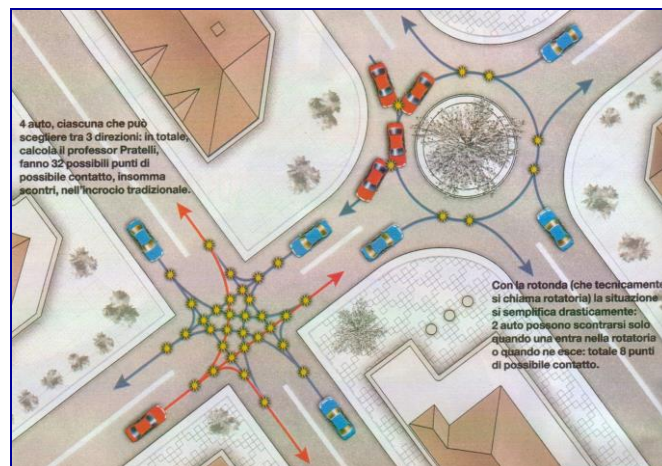 4 auto, ciascuna che può
scegliere tra 3 direzioni: in totale,
calcola il professor Pratelli,
fanno 32 possibili punti di
possibile contatto, insomma
scontri, nell'incrocio tradizionale.
Con la rotonda (che tecnicamente
si chiama rotatoria) la situazione
si semplifica drasticamente:
2 auto possono scontrarsi solo
quando una entra nella rotatoria
o quando ne esce: totale 8 punti
di possibile contatto.